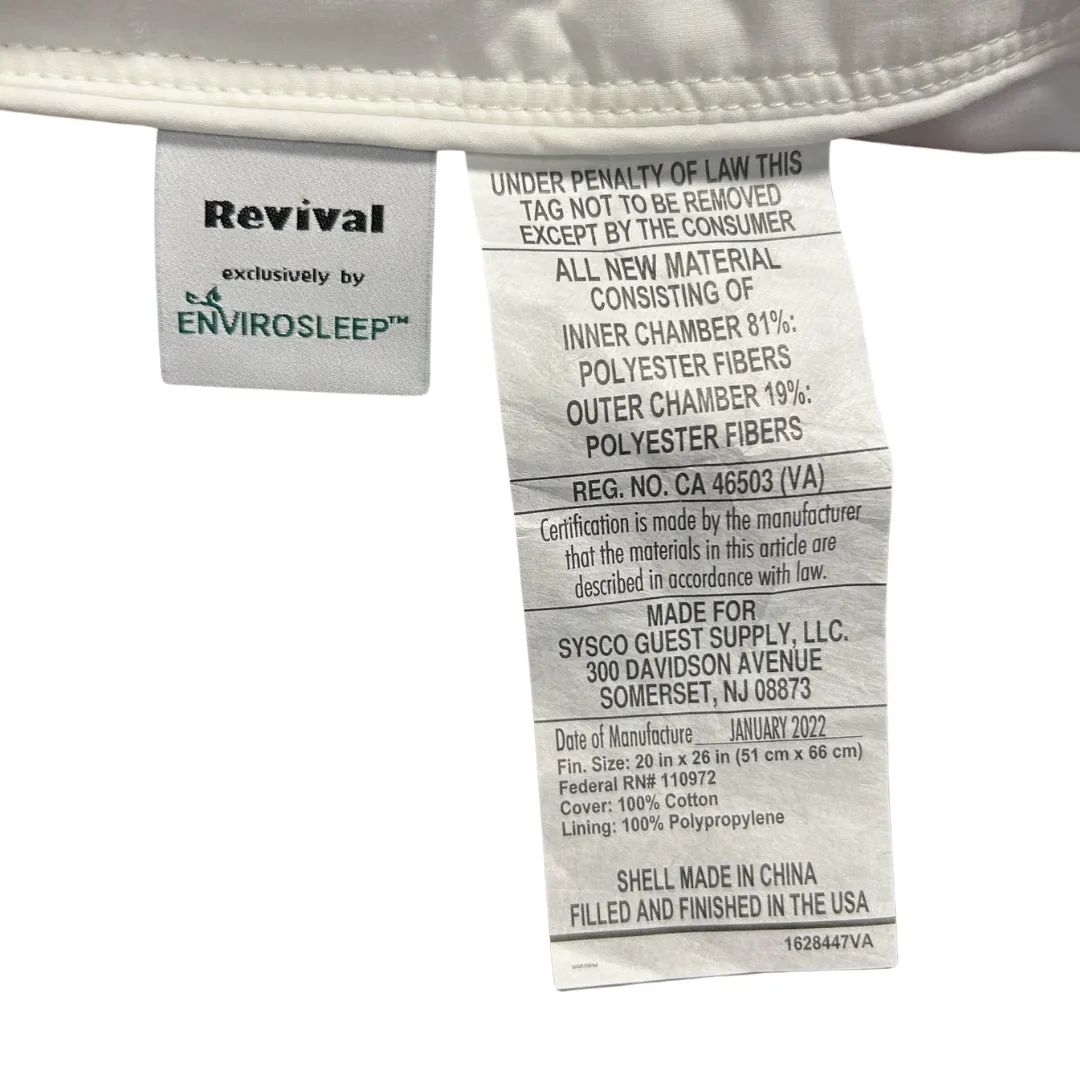 Revival
exclusively by
ENVIROSLEEP™
UNDER PENALTY OF LAW THIS
TAG NOT TO BE REMOVED
EXCEPT BY THE CONSUMER
ALL NEW MATERIAL
CONSISTING OF
INNER CHAMBER 81%:
POLYESTER FIBERS
OUTER CHAMBER 19%:
POLYESTER FIBERS
REG. NO. CA 46503 (VA)
Certification is made by the manufacturer
that the materials in this article are
described in accordance with law.
MADE FOR
SYSCO GUEST SUPPLY, LLC.
300 DAVIDSON AVENUE
SOMERSET, NJ 08873
Date of Manufacture JANUARY 2022
Fin. Size: 20 in x 26 in (51 cm x 66 cm)
Federal RN# 110972
Cover: 100% Cotton
Lining: 100% Polypropylene
SHELL MADE IN CHINA
FILLED AND FINISHED IN THE USA
1628447VA